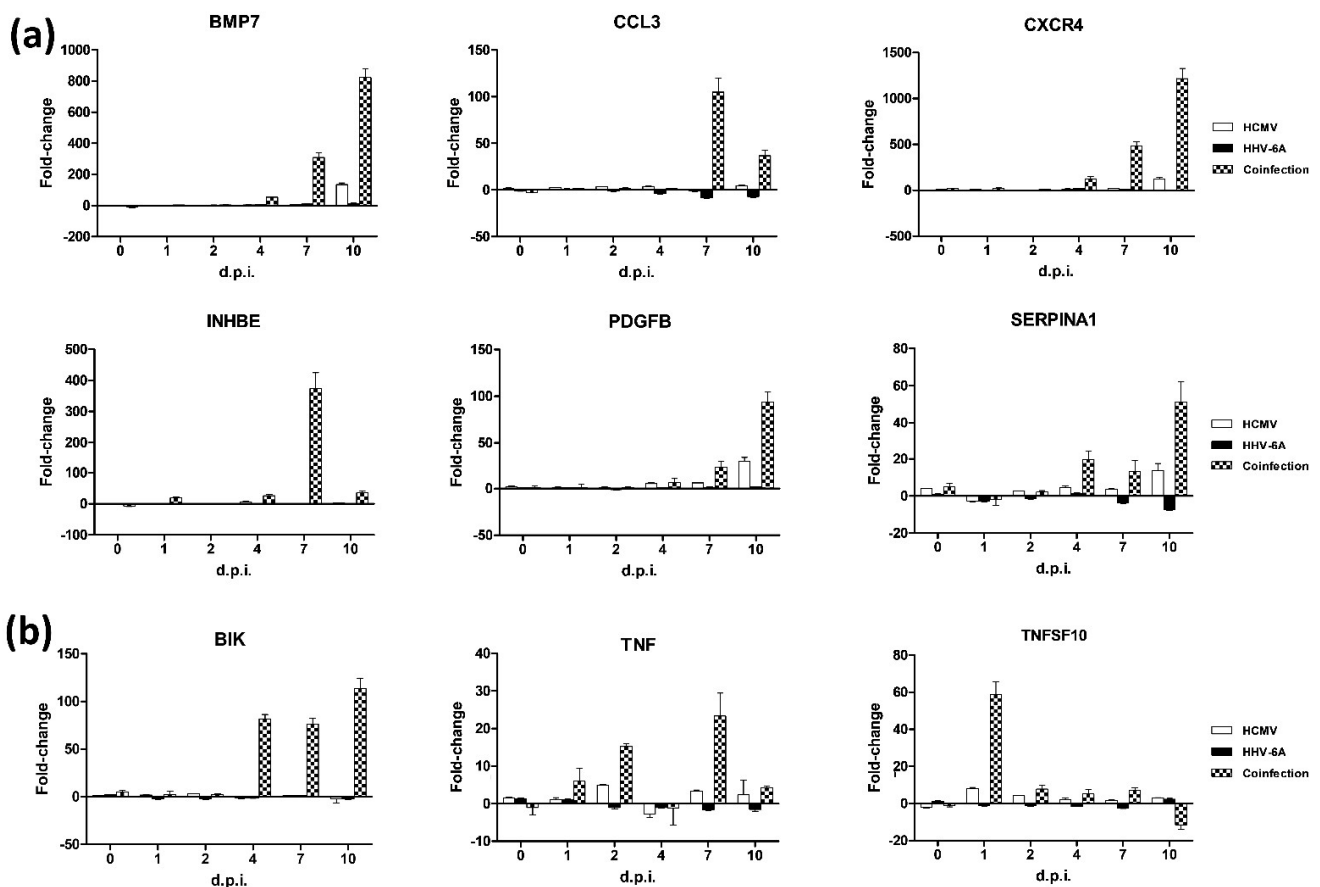 (a)
BMP7
Fold-change
1000
800
600
400
200
0
-200
0 1 2 4 7 10
d.p.i.
CCL3
Fold-change
150
100
50
0
-50
0 1 2 4 7 10
d.p.i.
CXCR4
Fold-change
1500
1000
500
0
-500
0 1 2 4 7 10
d.p.i.
HCMV
HHV-6A
Coinfection
INHBE
Fold-change
500
400
300
200
100
0
-100
0 1 2 4 7 10
d.p.i.
PDGFB
Fold-change
150
100
50
0
-50
0 1 2 4 7 10
d.p.i.
SERPINA1
Fold-change
80
60
40
20
0
-20
0 1 2 4 7 10
d.p.i.
HCMV
HHV-6A
Coinfection
(b)
BIK
Fold-change
150
100
50
0
-50
0 1 2 4 7 10
d.p.i.
TNF
Fold-change
40
30
20
10
0
-10
0 1 2 4 7 10
d.p.i.
TNFSF10
Fold-change
80
60
40
20
0
-20
0 1 2 4 7 10
d.p.i.
HCMV
HHV-6A
Coinfection